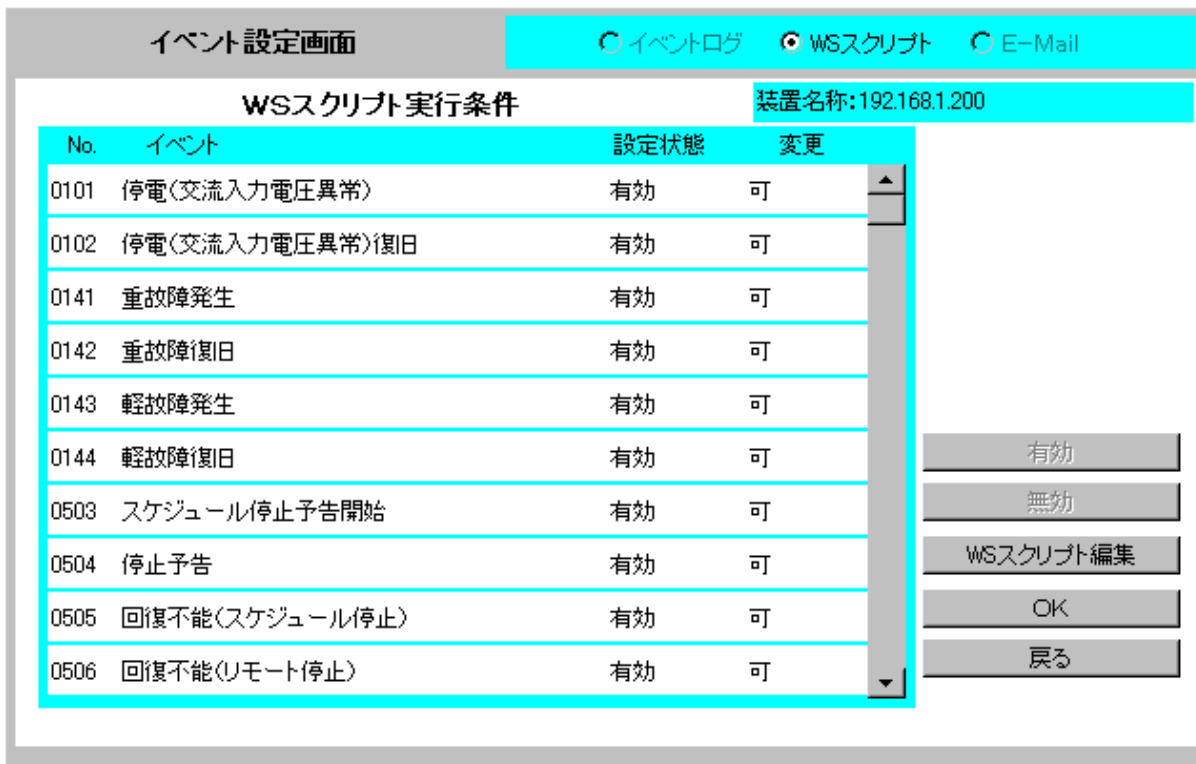 イベント設定画面 イベントログ WSスクリプト E-Mail
WSスクリプト実行条件 装置名称:192.168.1.200
No. イベント 設定状態 変更
0101 停電(交流入力電圧異常) 有効 可
0102 停電(交流入力電圧異常)復旧 有効 可
0141 重故障発生 有効 可
0142 重故障復旧 有効 可
0143 軽故障発生 有効 可
0144 軽故障復旧 有効 可
有効
0503 スケジュール停止予告開始 有効 可
無効
0504 停止予告 有効 可
WSスクリプト編集
0505 回復不能(スケジュール停止) 有効 可
OK
0506 回復不能(リモート停止) 有効 可
戻る